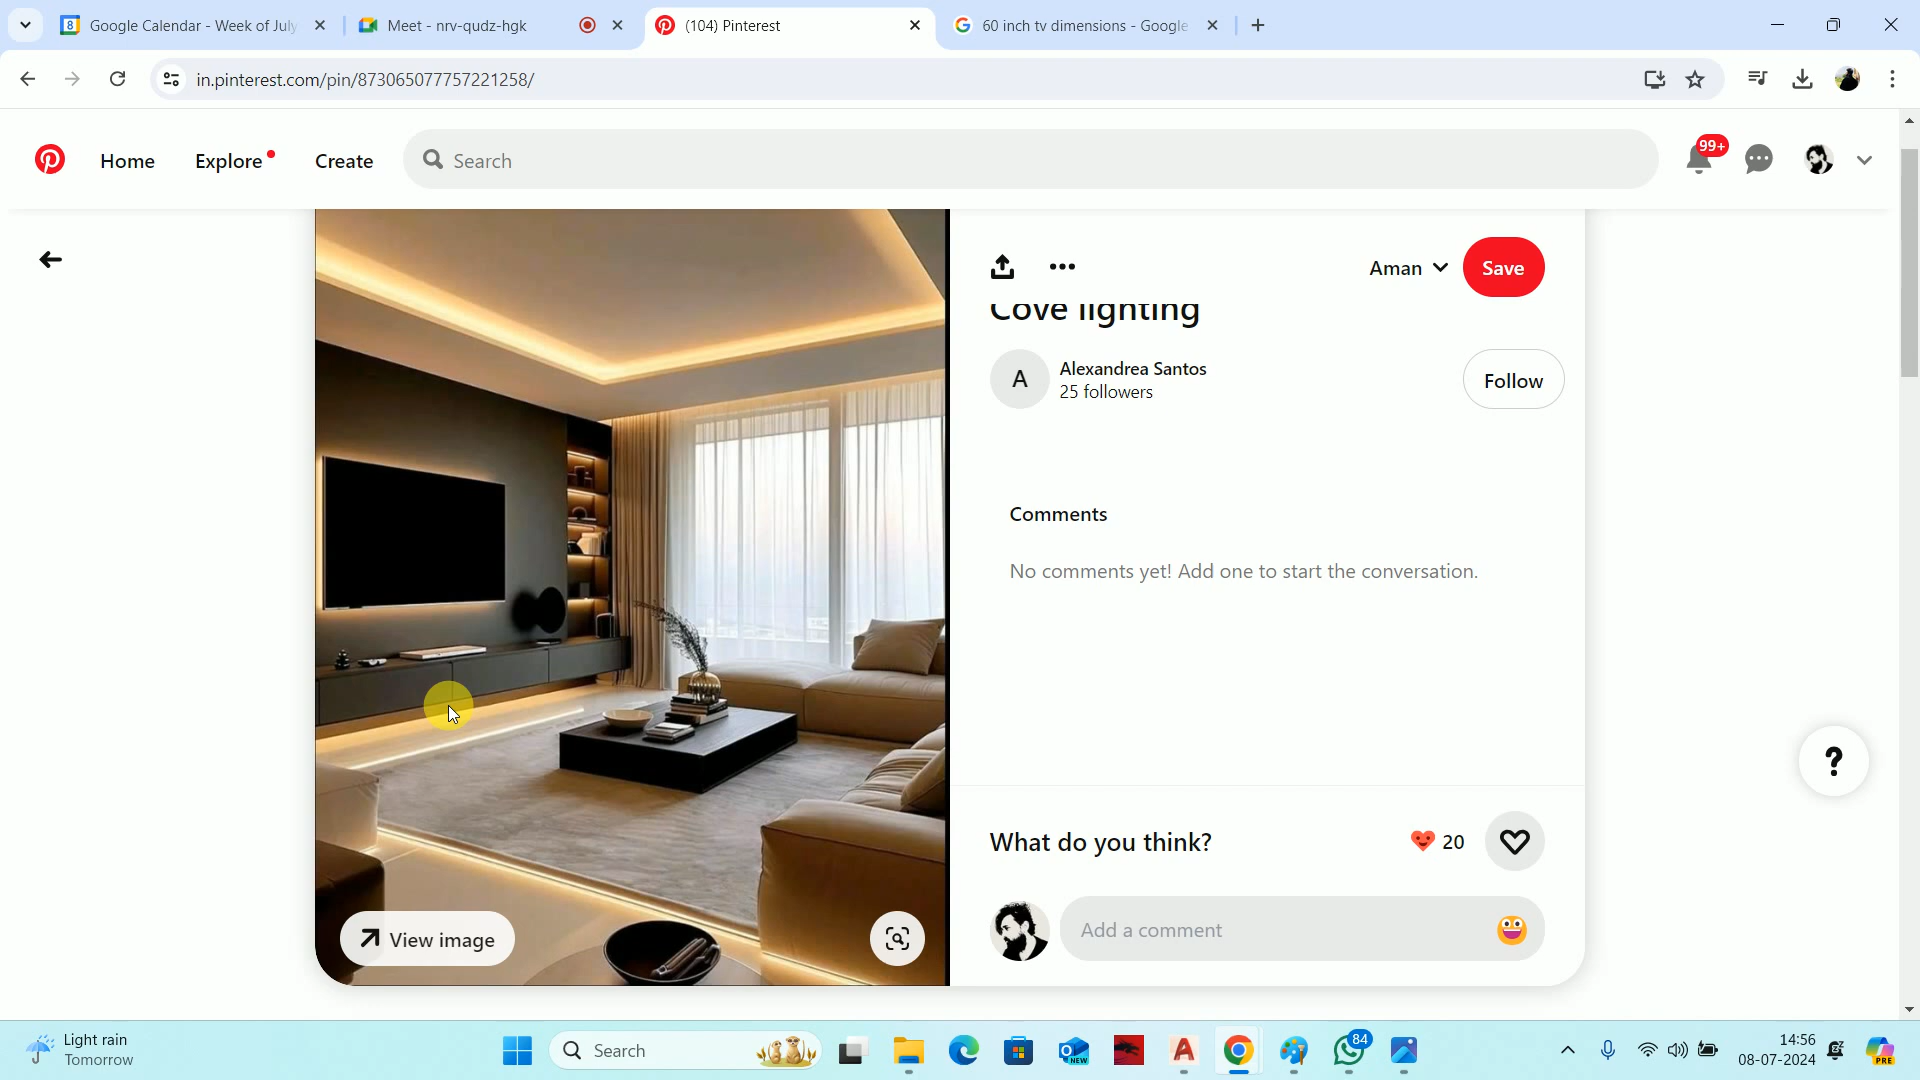 Google Calendar - Week of July
Meet - nrv-qudz-hgk
(104) Pinterest
60 inch tv dimensions - Google
in.pinterest.com/pin/873065077757221258/
Home
Explore
Create
Search
99+
Aman
Save
Cove lighting
A
Alexandrea Santos
25 followers
Follow
Comments
No comments yet! Add one to start the conversation.
?
What do you think?
20
View image
Add a comment
Light rain
Tomorrow
Search
NEW
84
14:56
08-07-2024
PRE